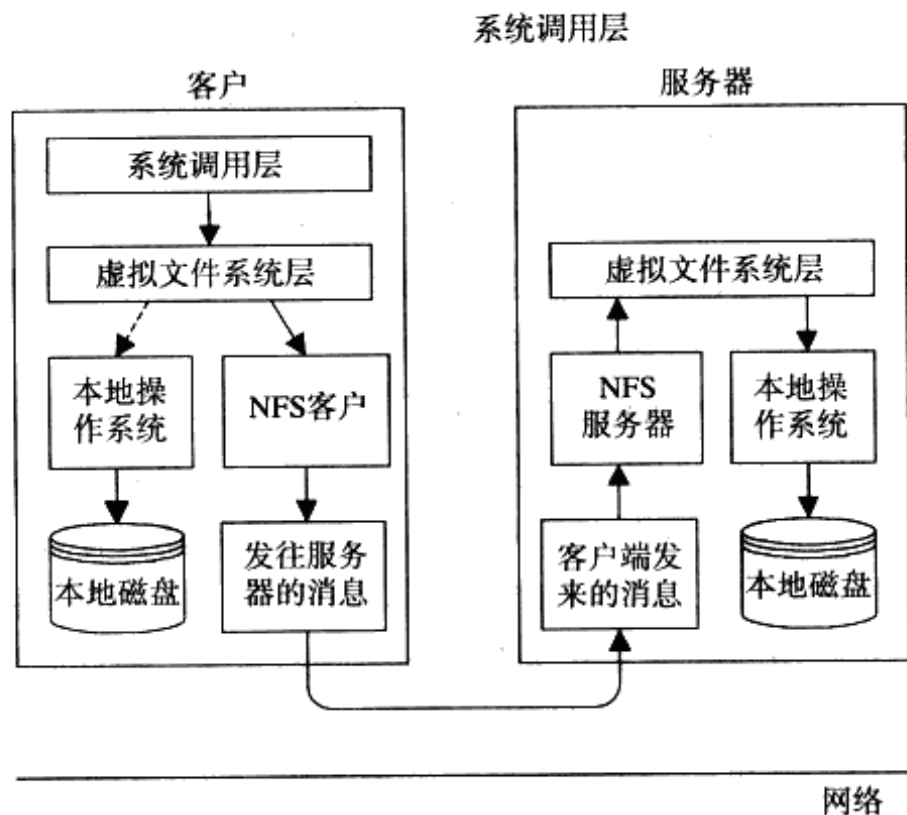 系统调用层
客户
服务器
系统调用层
虚拟文件系统层
虚拟文件系统层
本地操
作系统
NFS客户
NFS
服务器
本地操
作系统
本地磁盘
发往服务
器的消息
客户端发
来的消息
本地磁盘
网络